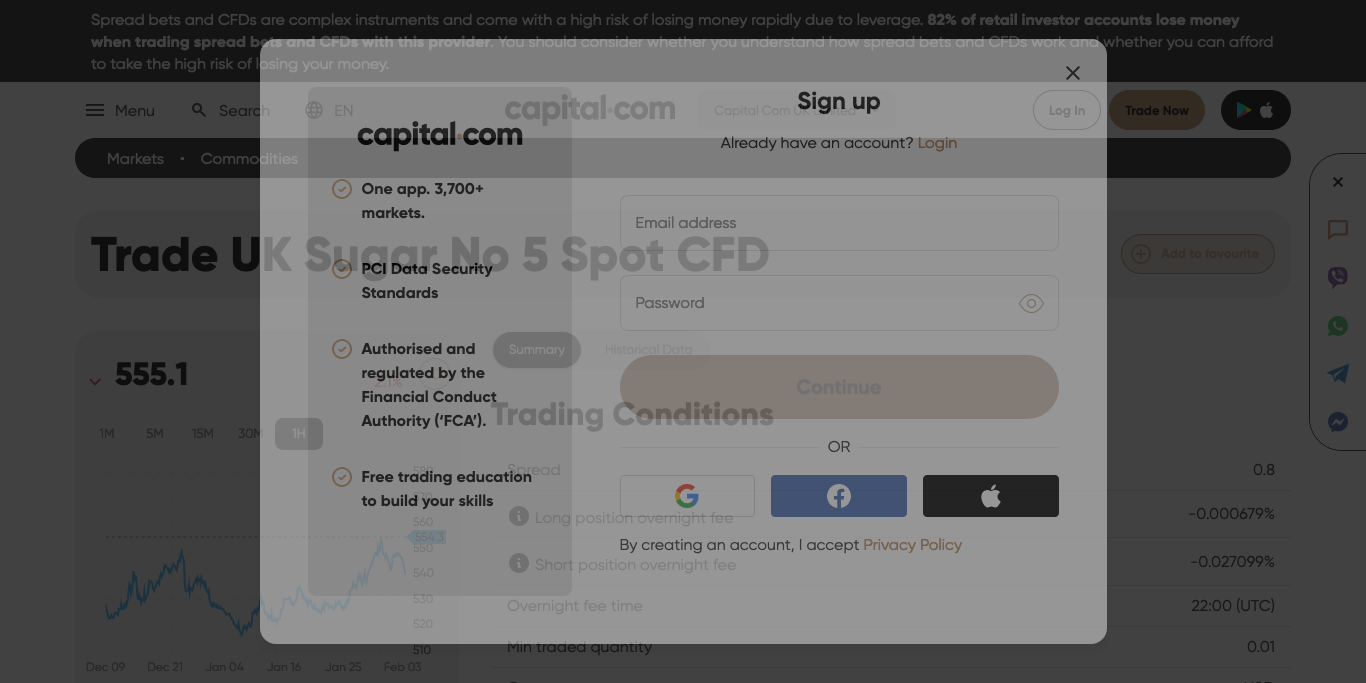 Spread bets and CFDs are complex instruments and come with a high risk of losing money rapidly due to leverage. 82% of retail investor accounts lose money
when trading spread bets and CFDs with this provider. You should consider whether you understand how spread bets and CFDs work and whether you can afford
to take the high risk of losing your money.
Menu
Search
EN
capital.com
Capital Com UK Limited
Log In
Trade Now
Markets • Commodities
Trade UK Sugar No 5 Spot CFD
Add to favourite
555.1
2.1%
1M 5M 15M 30M 1H
580
560
554.3
550
540
530
520
510
Dec 09 Dec 21 Jan 04 Jan 16 Jan 25 Feb 03
Summary
Historical Data
Trading Conditions
Spread 0.8
Long position overnight fee -0.000679%
Short position overnight fee -0.027099%
Overnight fee time 22:00 (UTC)
Min traded quantity 0.01
capital.com
One app. 3,700+
markets.
PCI Data Security
Standards
Authorised and
regulated by the
Financial Conduct
Authority (‘FCA’).
Free trading education
to build your skills
Sign up
Already have an account? Login
Email address
Password
Continue
OR
By creating an account, I accept Privacy Policy